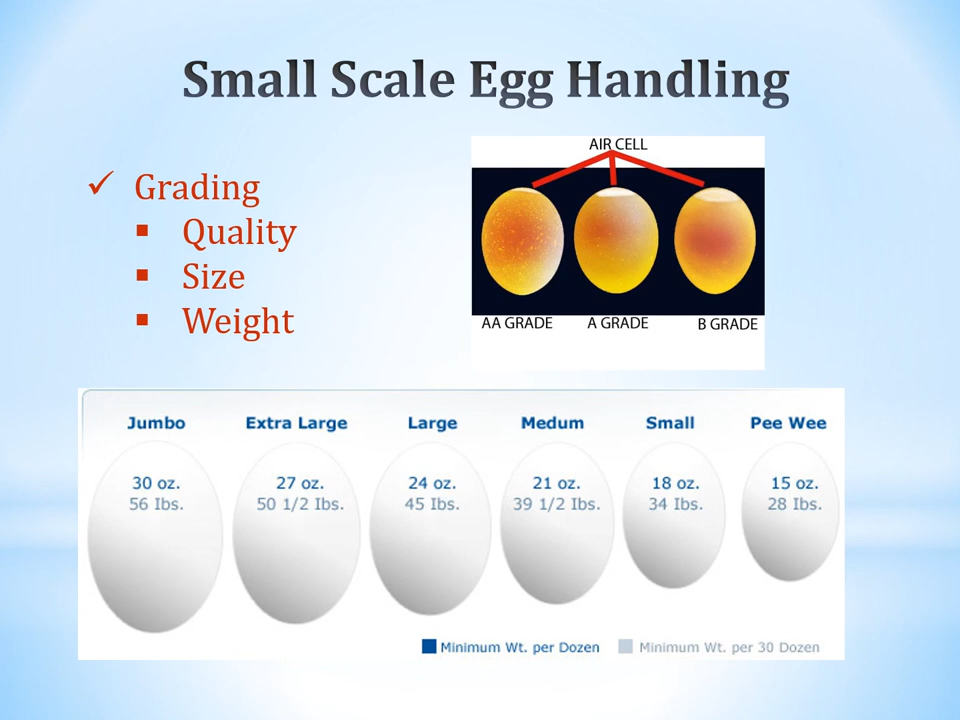 Small Scale Egg Handling
✓ Grading
▪ Quality
▪ Size
▪ Weight
AIR CELL
AA GRADE A GRADE B GRADE
Jumbo Extra Large Large Medum Small Pee Wee
30 oz. 27 oz. 24 oz. 21 oz. 18 oz. 15 oz.
56 lbs. 50 1/2 lbs. 45 lbs. 39 1/2 lbs. 34 lbs. 28 lbs.
Minimum Wt. per Dozen Minimum Wt. per 30 Dozen